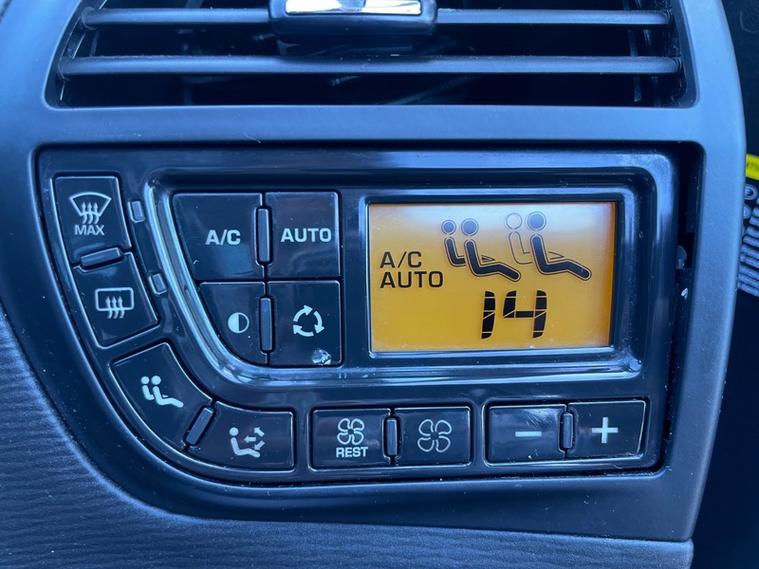 MAX
A/C
AUTO
A/C
AUTO
14
REST
− +